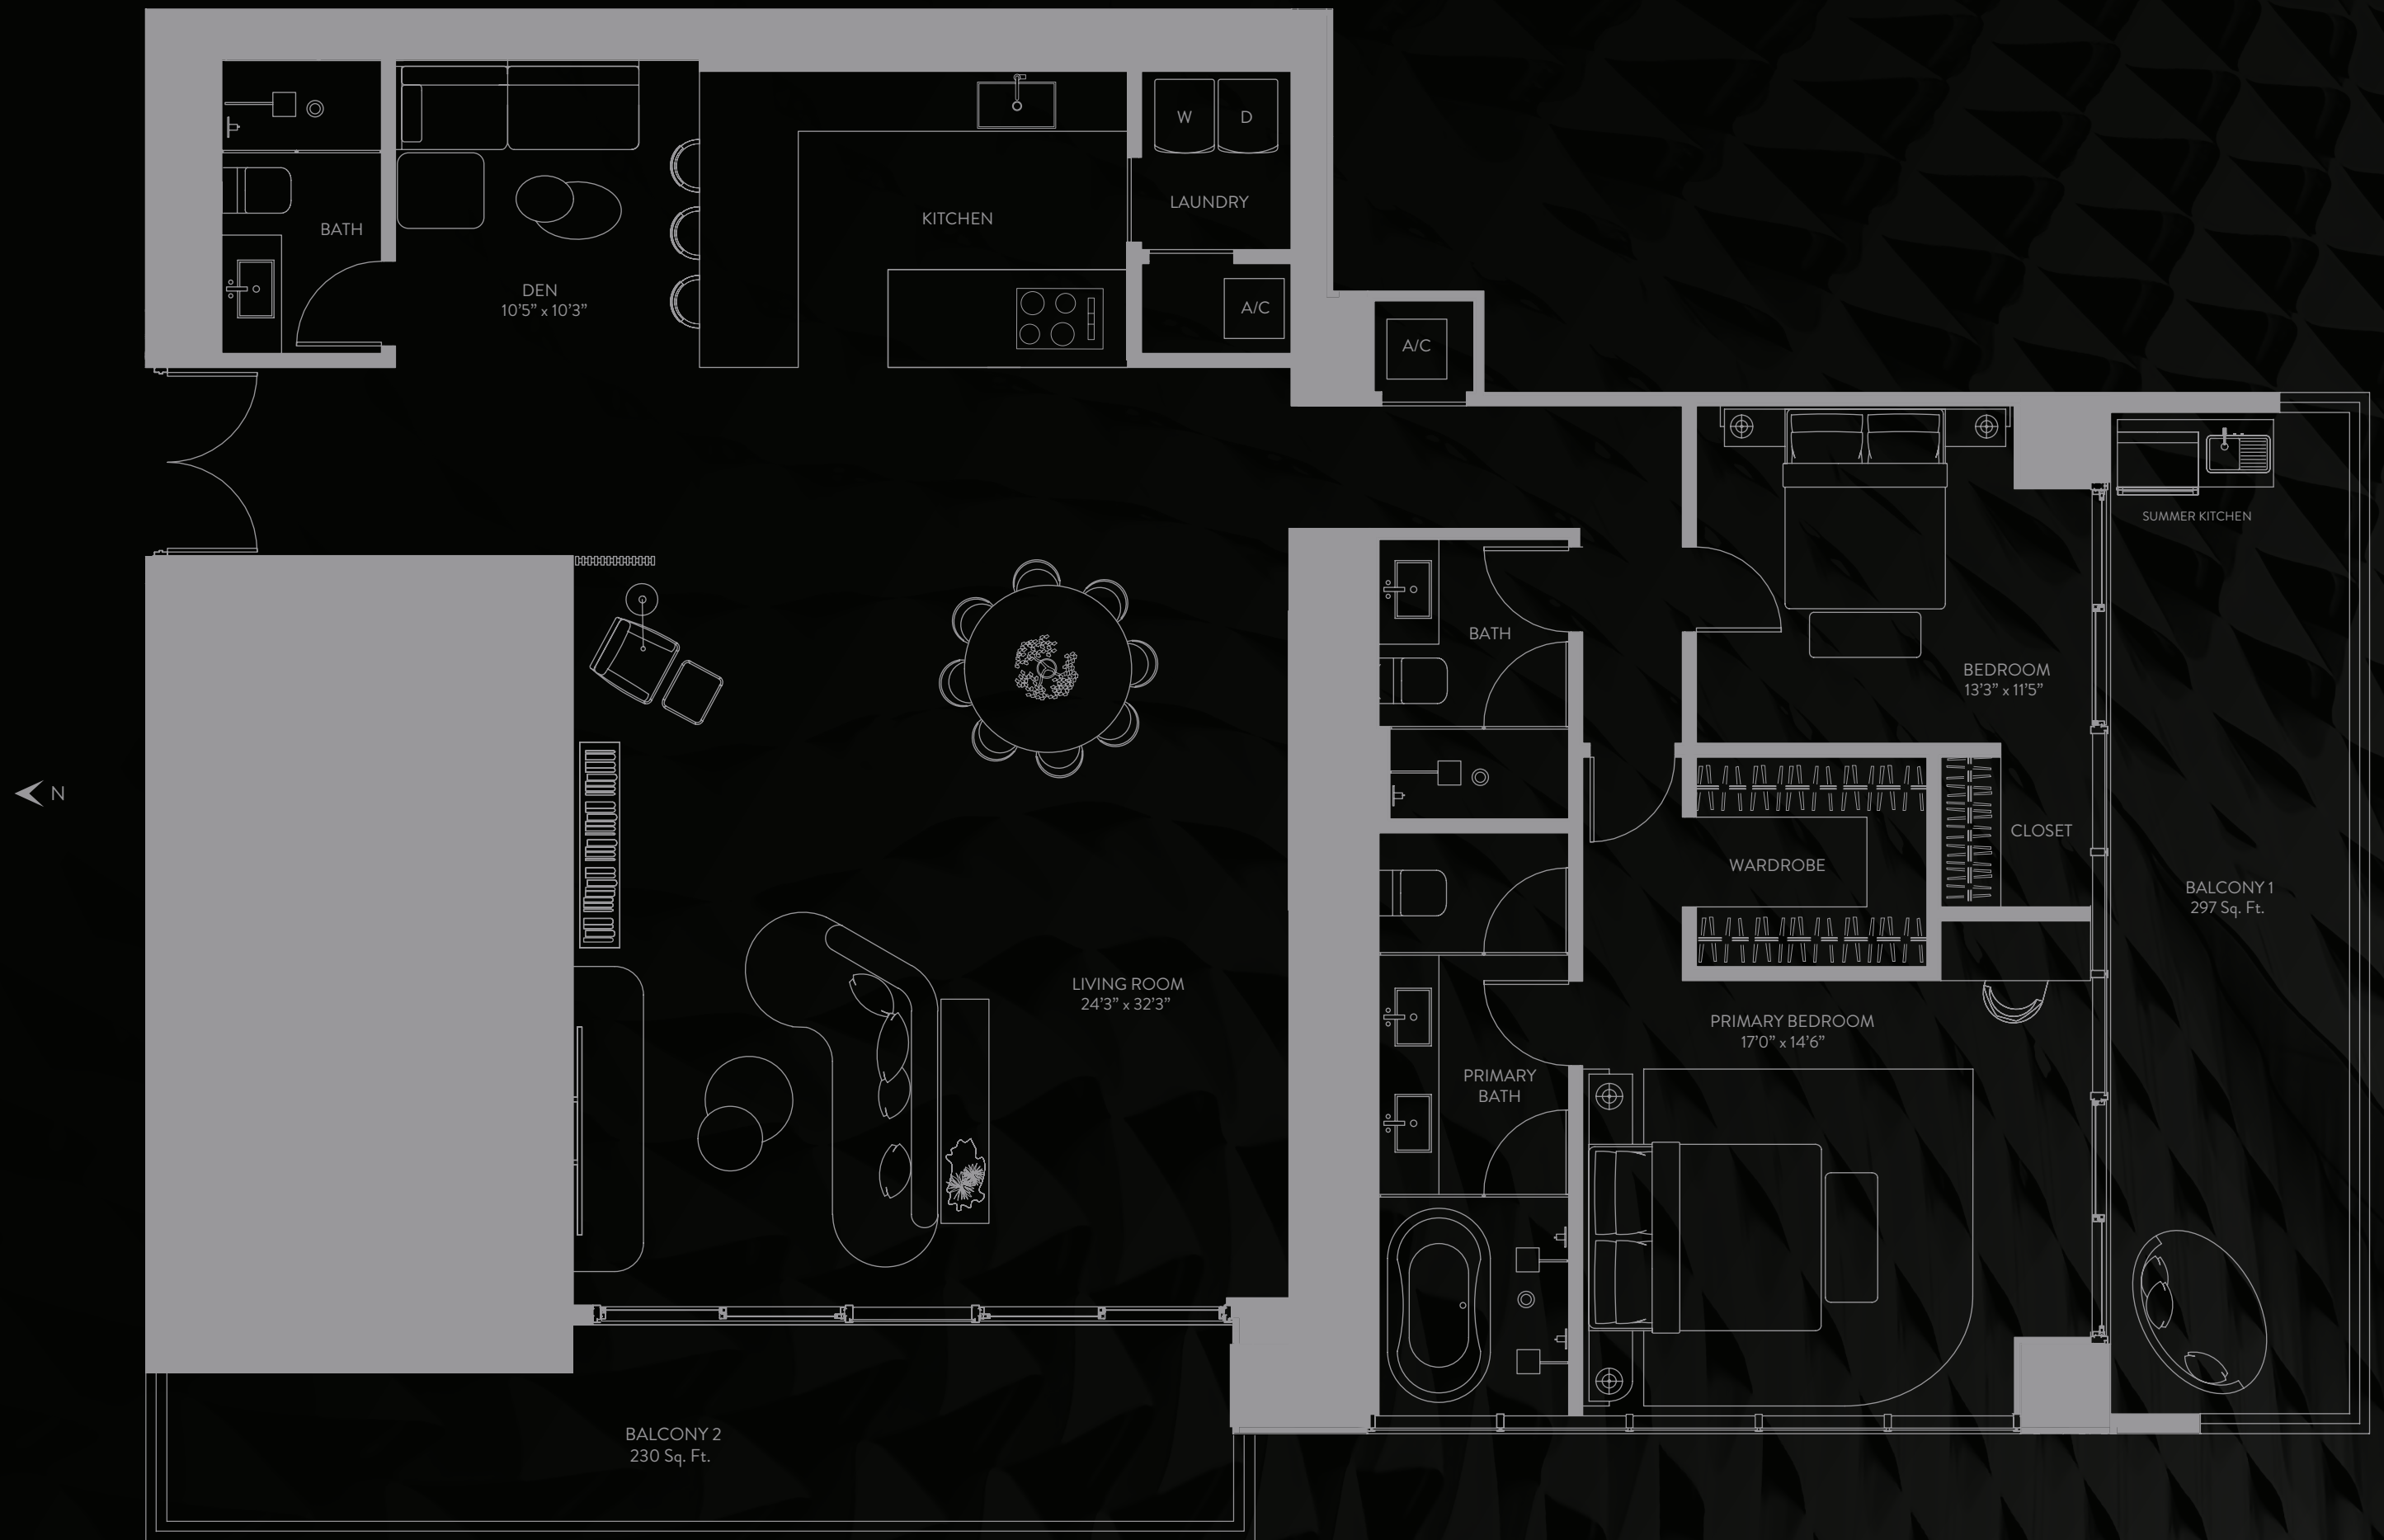 W
D
LAUNDRY
KITCHEN
BATH
DEN
10'5” x 10'3”
A/C
A/C
SUMMER KITCHEN
BATH
BEDROOM
13'3” x 11'5”
N
CLOSET
WARDROBE
BALCONY 1
297 Sq. Ft.
LIVING ROOM
24'3” x 32'3”
PRIMARY BEDROOM
17'0” x 14'6”
PRIMARY
BATH
BALCONY 2
230 Sq. Ft.